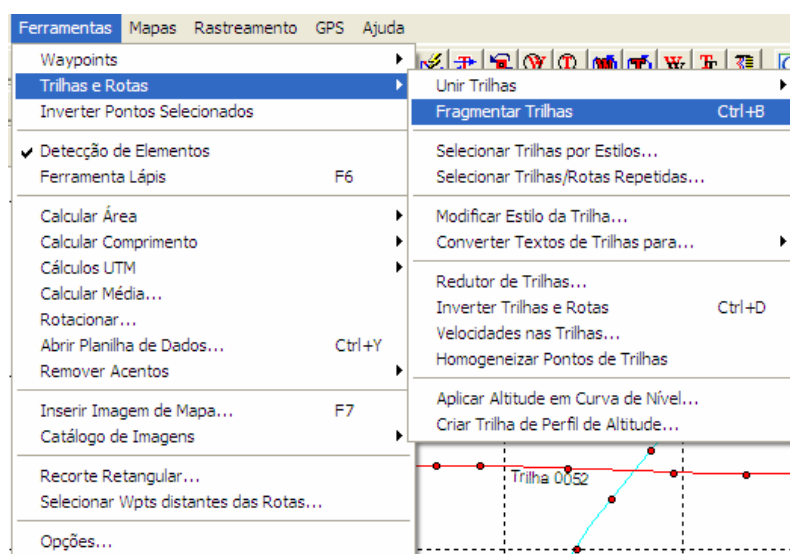 Ferramentas Mapas Rastreamento GPS Ajuda
Waypoints
Trilhas e Rotas
Inverter Pontos Selecionados
Detecção de Elementos
Ferramenta Lápis F6
Calcular Área
Calcular Comprimento
Cálculos UTM
Calcular Média...
Rotacionar...
Abrir Planilha de Dados... Ctrl+Y
Remover Acentos
Inserir Imagem de Mapa... F7
Catálogo de Imagens
Recorte Retangular...
Selecionar Wpts distantes das Rotas...
Opções...
Unir Trilhas
Fragmentar Trilhas Ctrl+B
Selecionar Trilhas por Estilos...
Selecionar Trilhas/Rotas Repetidas...
Modificar Estilo da Trilha...
Converter Textos de Trilhas para...
Redutor de Trilhas...
Inverter Trilhas e Rotas Ctrl+D
Velocidades nas Trilhas...
Homogeneizar Pontos de Trilhas
Aplicar Altitude em Curva de Nível...
Criar Trilha de Perfil de Altitude...
Trilha 0052